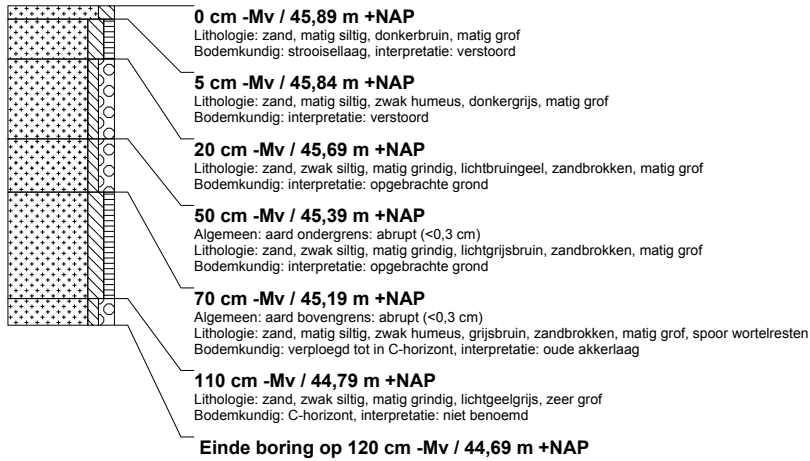 0 cm -Mv / 45,89 m +NAP
Lithologie: zand, matig siltig, donkerbruin, matig grof
Bodemkundig: strooisellaag, interpretatie: verstoord
5 cm -Mv / 45,84 m +NAP
Lithologie: zand, matig siltig, zwak humeus, donkergrijs, matig grof
Bodemkundig: interpretatie: verstoord
20 cm -Mv / 45,69 m +NAP
Lithologie: zand, zwak siltig, matig grindig, lichtbruingeel, zandbrokken, matig grof
Bodemkundig: interpretatie: opgebrachte grond
50 cm -Mv / 45,39 m +NAP
Algemeen: aard ondergrens: abrupt (<0,3 cm)
Lithologie: zand, zwak siltig, matig grindig, lichtgrijsbruin, zandbrokken, matig grof
Bodemkundig: interpretatie: opgebrachte grond
70 cm -Mv / 45,19 m +NAP
Algemeen: aard bovengrens: abrupt (<0,3 cm)
Lithologie: zand, matig siltig, zwak humeus, grijsbruin, zandbrokken, matig grof, spoor wortelresten
Bodemkundig: verploegd tot in C-horizont, interpretatie: oude akkerlaag
110 cm -Mv / 44,79 m +NAP
Lithologie: zand, zwak siltig, matig grindig, lichtgeelgrijs, zeer grof
Bodemkundig: C-horizont, interpretatie: niet benoemd
Einde boring op 120 cm -Mv / 44,69 m +NAP